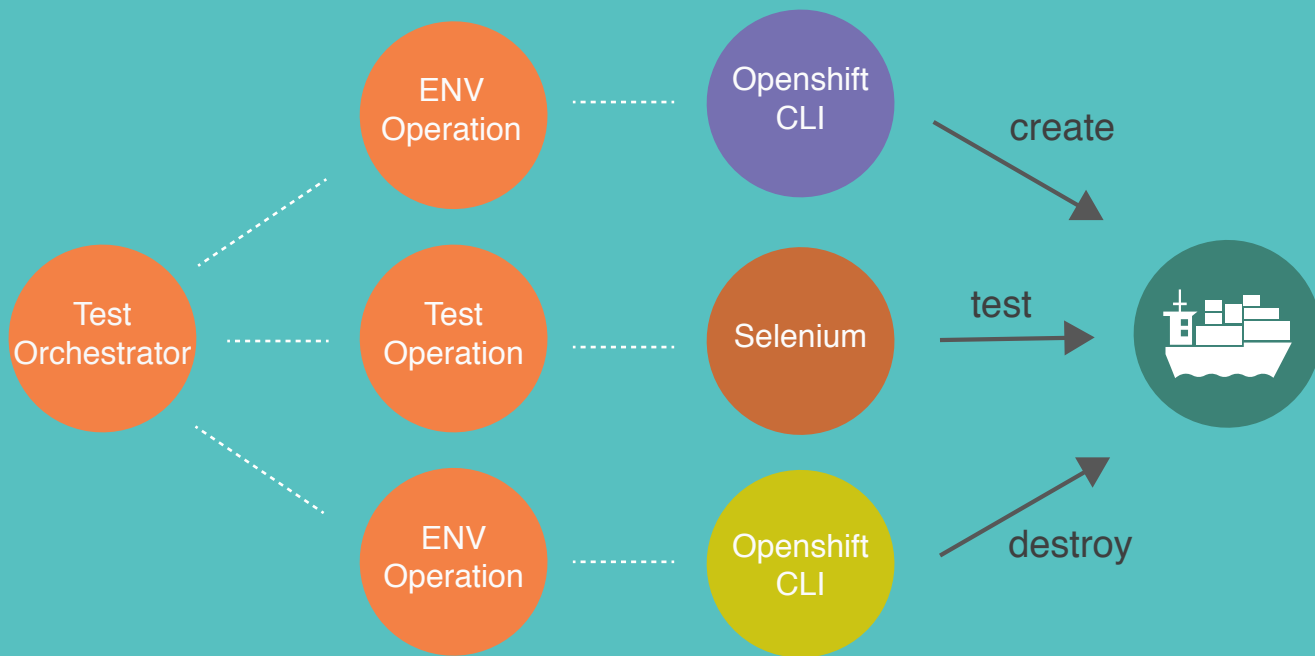 ENV
Operation
Openshift
CLI
create
Test
Orchestrator
Test
Operation
Selenium
test
ENV
Operation
Openshift
CLI
destroy